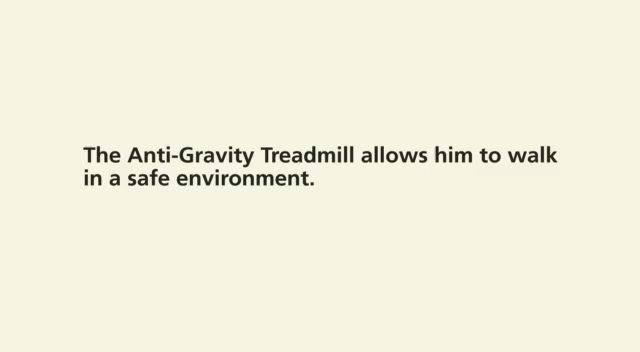 The Anti-Gravity Treadmill allows him to walk
in a safe environment.